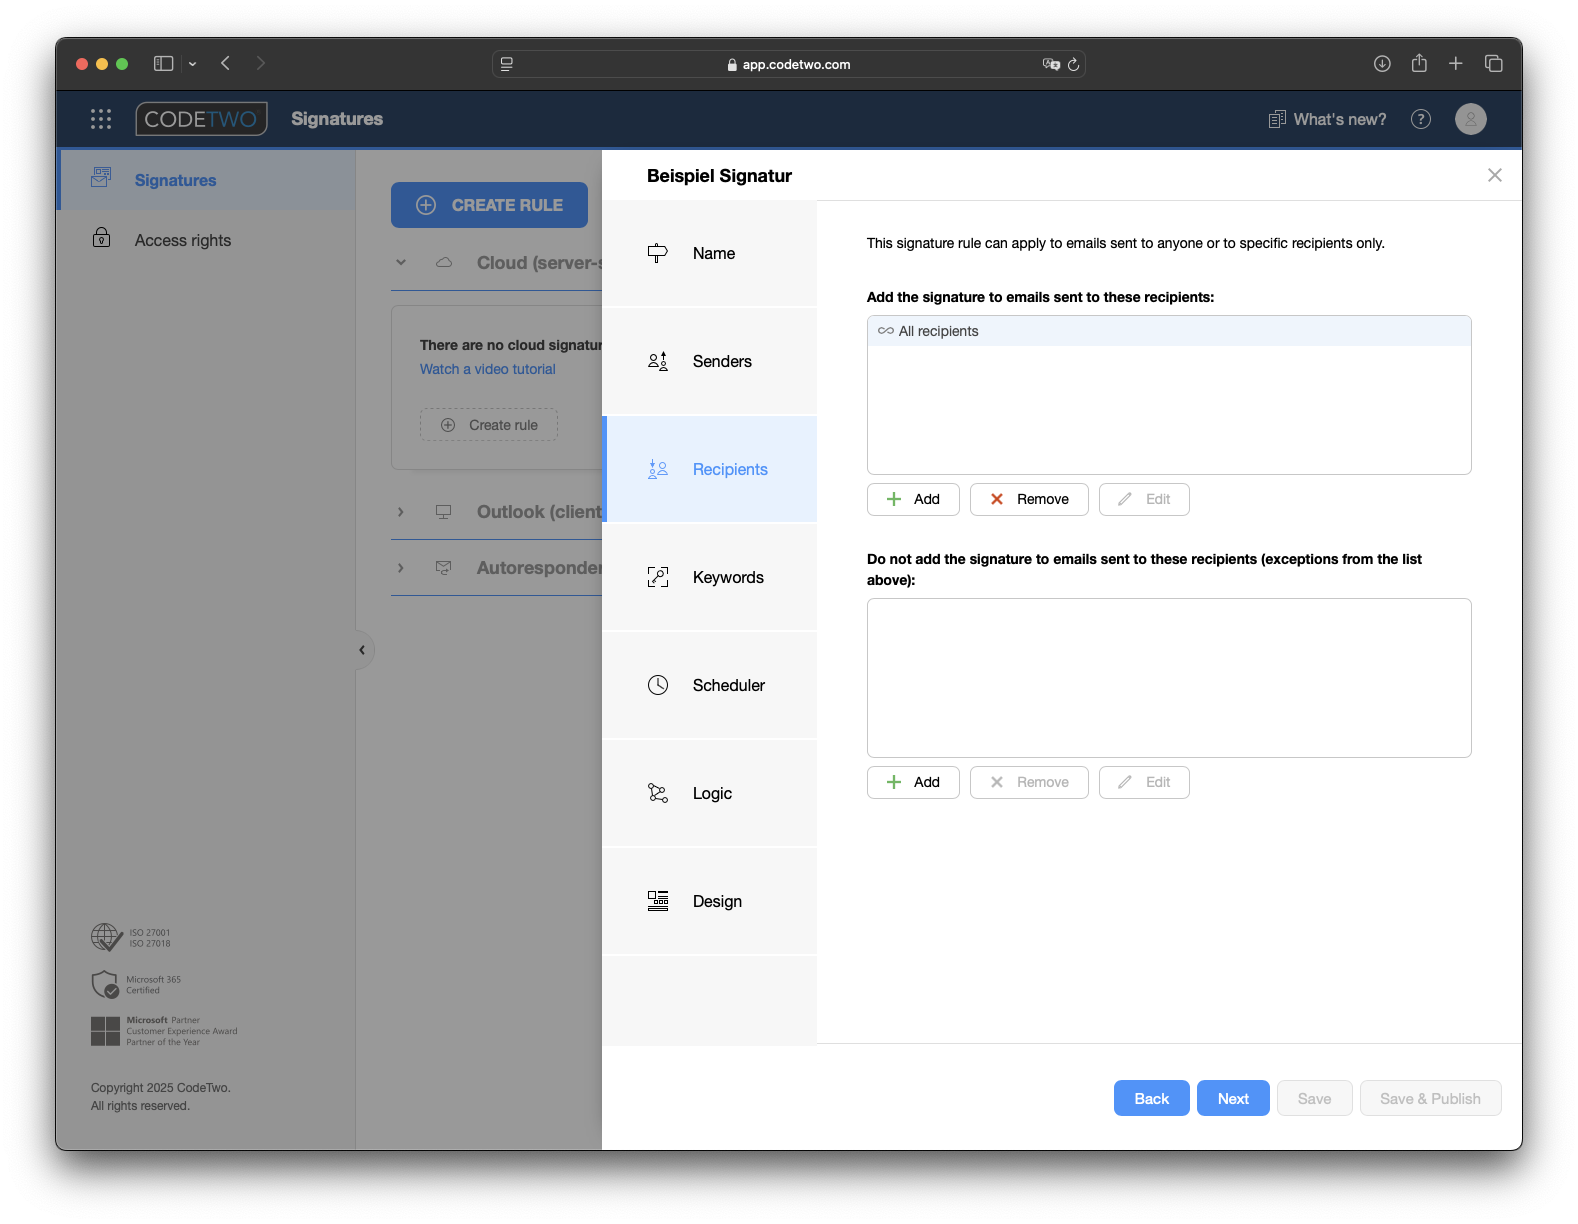 app.codetwo.com
CODETWO
Signatures
What's new?
Signatures
Access rights
CREATE RULE
Cloud (server-s
There are no cloud signatur
Watch a video tutorial
Create rule
Outlook (client
Autoresponder
ISO 27001
ISO 27018
Microsoft 365
Certified
Microsoft Partner
Customer Experience Award
Partner of the Year
Copyright 2025 CodeTwo.
All rights reserved.
Beispiel Signatur
Name
Senders
Recipients
Keywords
Scheduler
Logic
Design
This signature rule can apply to emails sent to anyone or to specific recipients only.
Add the signature to emails sent to these recipients:
All recipients
Add
Remove
Edit
Do not add the signature to emails sent to these recipients (exceptions from the list
above):
Add
Remove
Edit
Back
Next
Save
Save & Publish